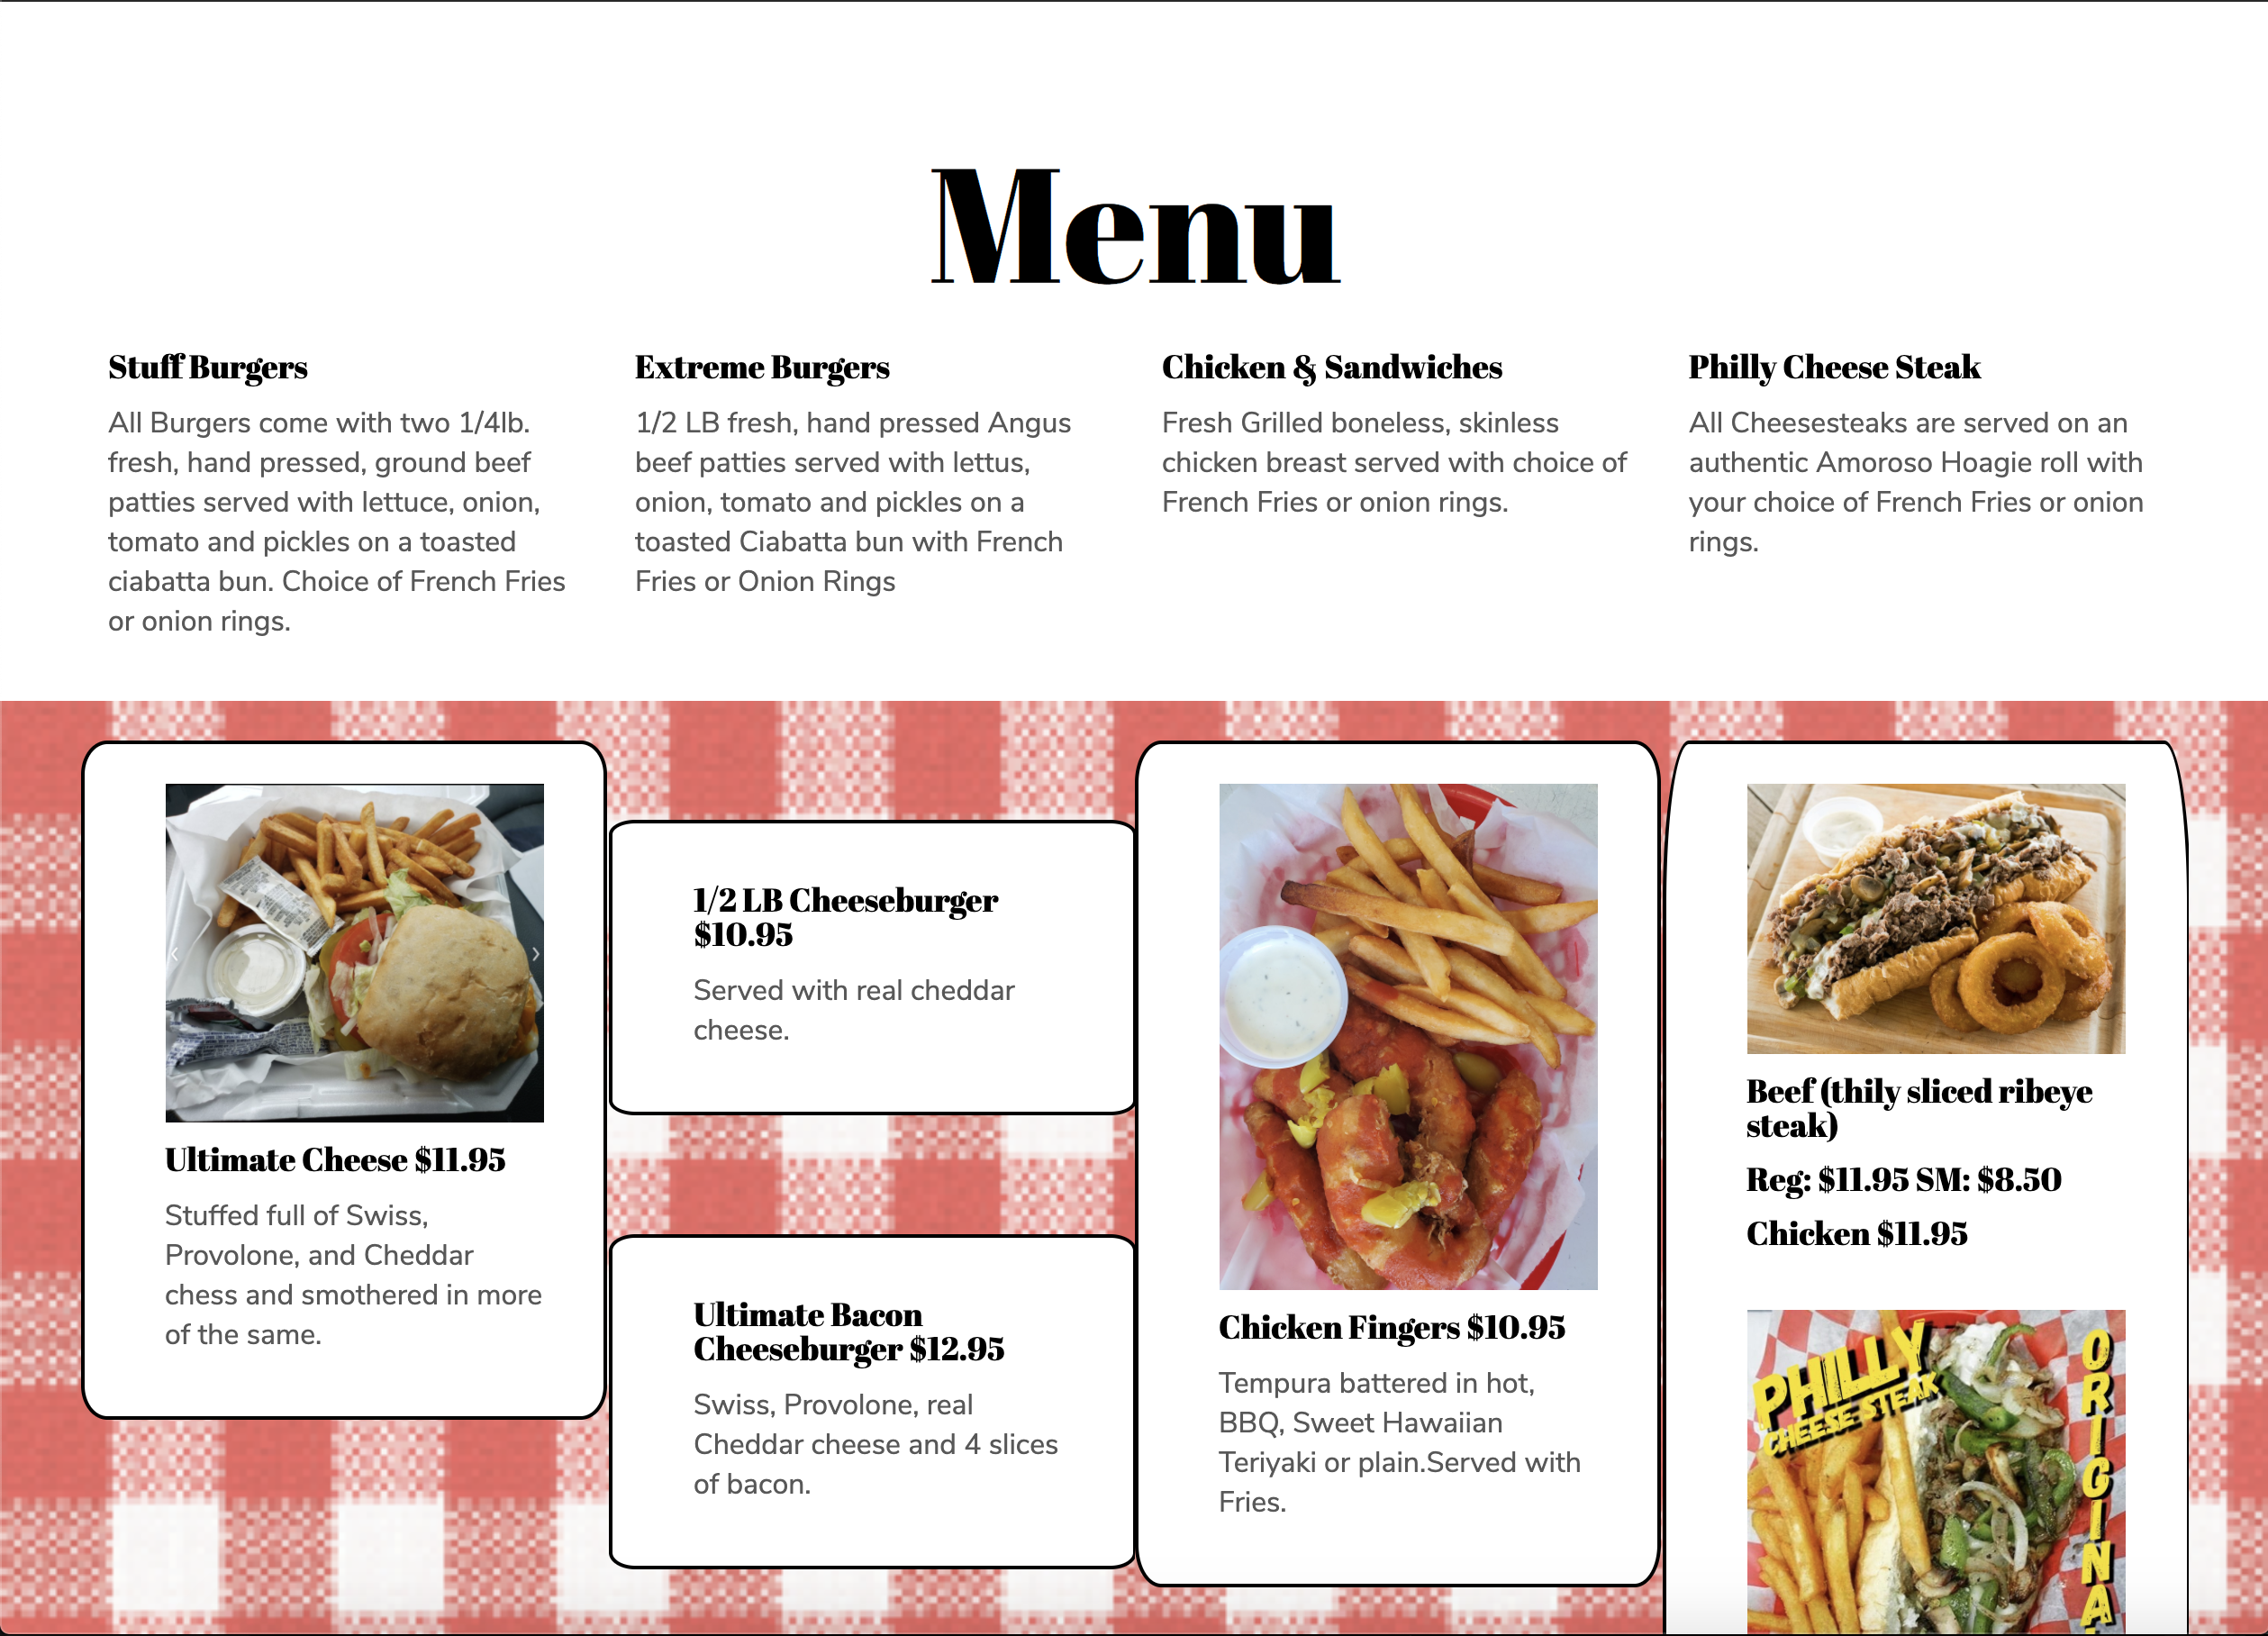 Menu
Stuff Burgers
All Burgers come with two 1/4lb.
fresh, hand pressed, ground beef
patties served with lettuce, onion,
tomato and pickles on a toasted
ciabatta bun. Choice of French Fries
or onion rings.
Extreme Burgers
1/2 LB fresh, hand pressed Angus
beef patties served with lettus,
onion, tomato and pickles on a
toasted Ciabatta bun with French
Fries or Onion Rings
Chicken & Sandwiches
Fresh Grilled boneless, skinless
chicken breast served with choice of
French Fries or onion rings.
Philly Cheese Steak
All Cheesesteaks are served on an
authentic Amoroso Hoagie roll with
your choice of French Fries or onion
rings.
Ultimate Cheese $11.95
Stuffed full of Swiss,
Provolone, and Cheddar
chess and smothered in more
of the same.
1/2 LB Cheeseburger
$10.95
Served with real cheddar
cheese.
Ultimate Bacon
Cheeseburger $12.95
Swiss, Provolone, real
Cheddar cheese and 4 slices
of bacon.
Chicken Fingers $10.95
Tempura battered in hot,
BBQ, Sweet Hawaiian
Teriyaki or plain.Served with
Fries.
Beef (thily sliced ribeye
steak)
Reg: $11.95 SM: $8.50
Chicken $11.95
PHILLY
CHEESE STEAK
ORIGINA